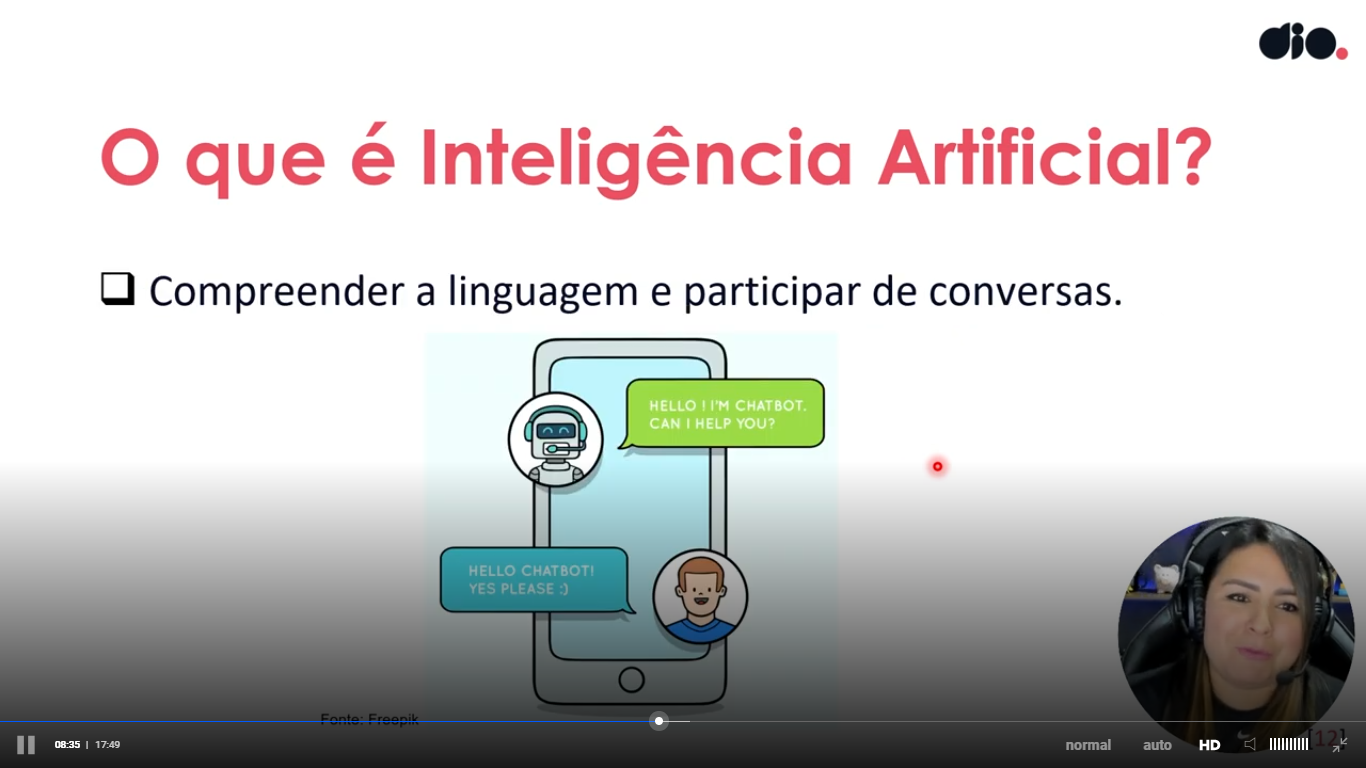 dio.
O que é Inteligência Artificial?
Compreender a linguagem e participar de conversas.
HELLO ! I'M CHATBOT.
CAN I HELP YOU?
HELLO CHATBOT!
YES PLEASE :)
Fonte: Freepik
[12]
08:35 | 17:49
normal auto HD